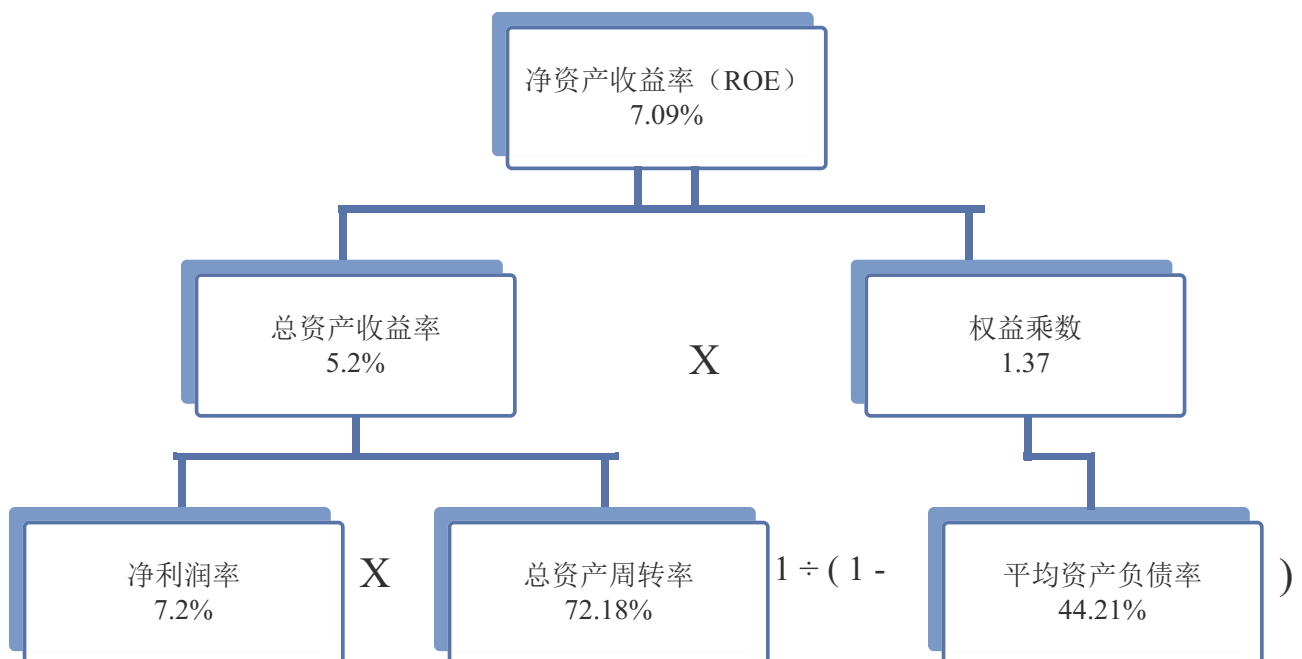 净资产收益率（ROE）
7.09%
总资产收益率
5.2%
X
权益乘数
1.37
净利润率
7.2%
X
总资产周转率
72.18%
1 ÷ ( 1 -
平均资产负债率
44.21%
)